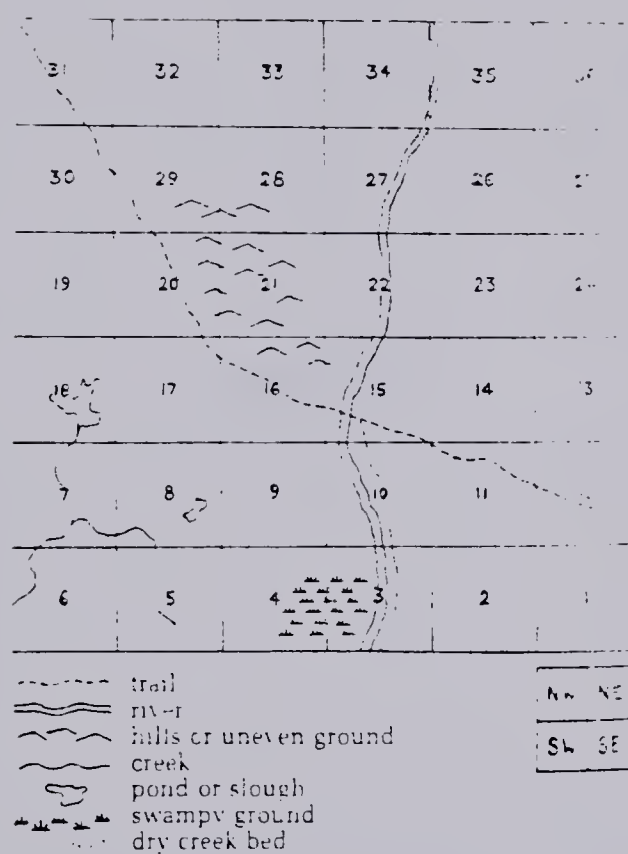 31 32 33 34 35
30 29 28 27 26
19 20 21 22 23
18 17 16 15 14
7 8 9 10 11
6 5 4 3 2
trail
river
hills or uneven ground
creek
pond or slough
swampy ground
dry creek bed
NE
SE